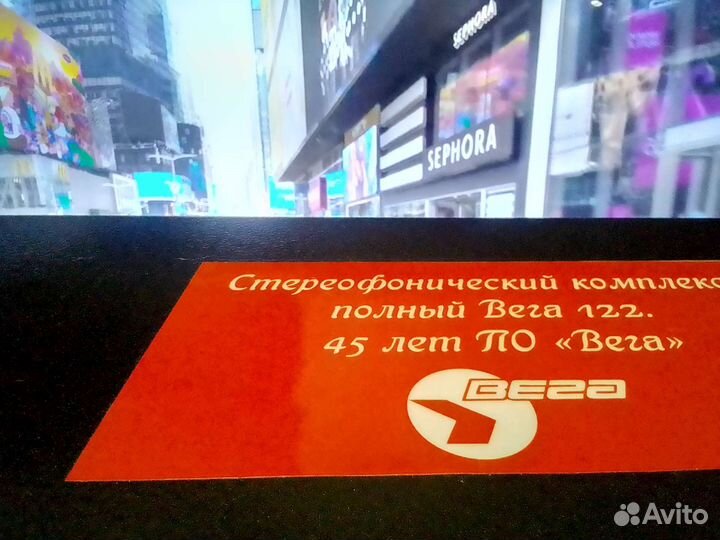 SEPHORA
SEPHORA
Стереофонический комплекс
полный Вега 122.
45 лет ПО «Вега»
ВЕГА
Avito